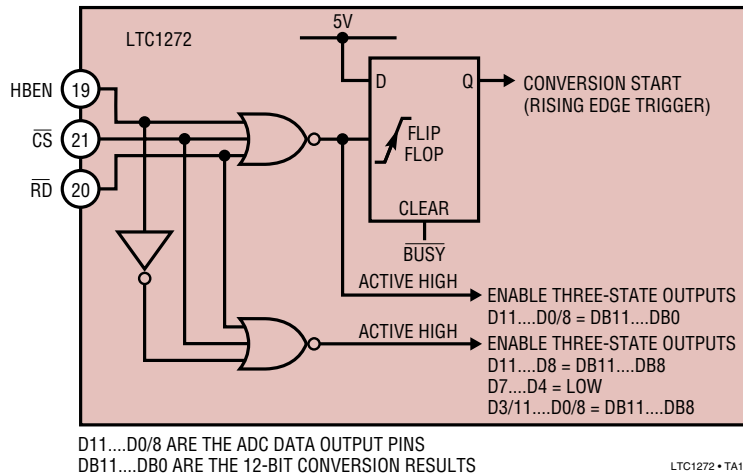 LTC1272
5V
HBEN
19
D
Q
CONVERSION START
(RISING EDGE TRIGGER)
CS
21
FLIP
FLOP
RD
20
CLEAR
BUSY
ACTIVE HIGH
ENABLE THREE-STATE OUTPUTS
D11....D0/8 = DB11....DB0
ACTIVE HIGH
ENABLE THREE-STATE OUTPUTS
D11....D8 = DB11....DB8
D7....D4 = LOW
D3/11....D0/8 = DB11....DB8
D11....D0/8 ARE THE ADC DATA OUTPUT PINS
DB11....DB0 ARE THE 12-BIT CONVERSION RESULTS
LTC1272 • TA1